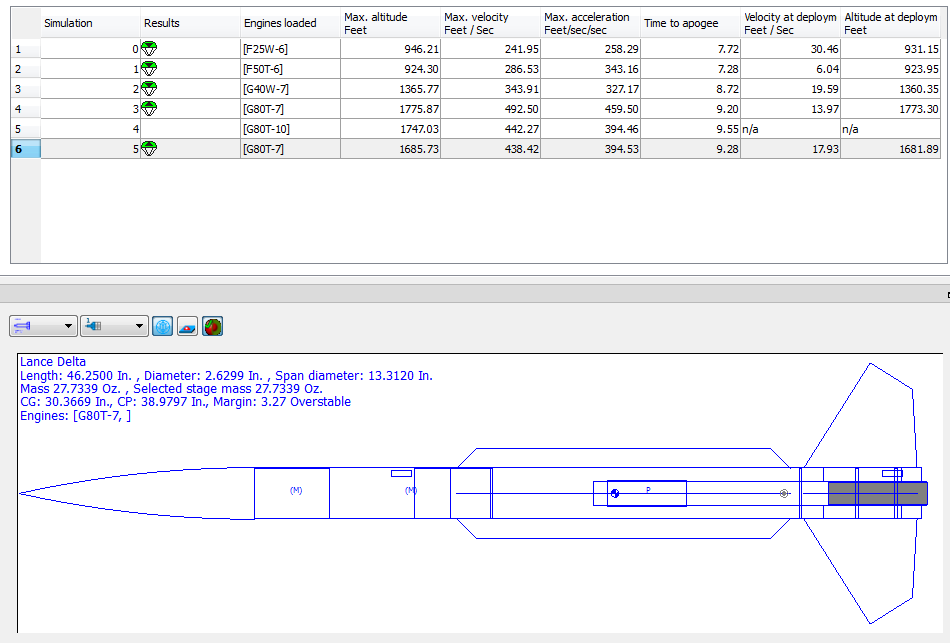 Simulation Results Engines loaded Max. altitude Feet Max. velocity Feet / Sec Max. acceleration Feet/sec/sec Time to apogee Velocity at deploym Feet / Sec Altitude at deploym Feet
1 0 [F25W-6] 946.21 241.95 258.29 7.72 30.46 931.15
2 1 [F50T-6] 924.30 286.53 343.16 7.28 6.04 923.95
3 2 [G40W-7] 1365.77 343.91 327.17 8.72 19.59 1360.35
4 3 [G80T-7] 1775.87 492.50 459.50 9.20 13.97 1773.30
5 4 [G80T-10] 1747.03 442.27 394.46 9.55 n/a n/a
6 5 [G80T-7] 1685.73 438.42 394.53 9.28 17.93 1681.89
1
Lance Delta
Length: 46.2500 In. , Diameter: 2.6299 In. , Span diameter: 13.3120 In.
Mass 27.7339 Oz. , Selected stage mass 27.7339 Oz.
CG: 30.3669 In., CP: 38.9797 In., Margin: 3.27 Overstable
Engines: [G80T-7, ]
(M) (M) P